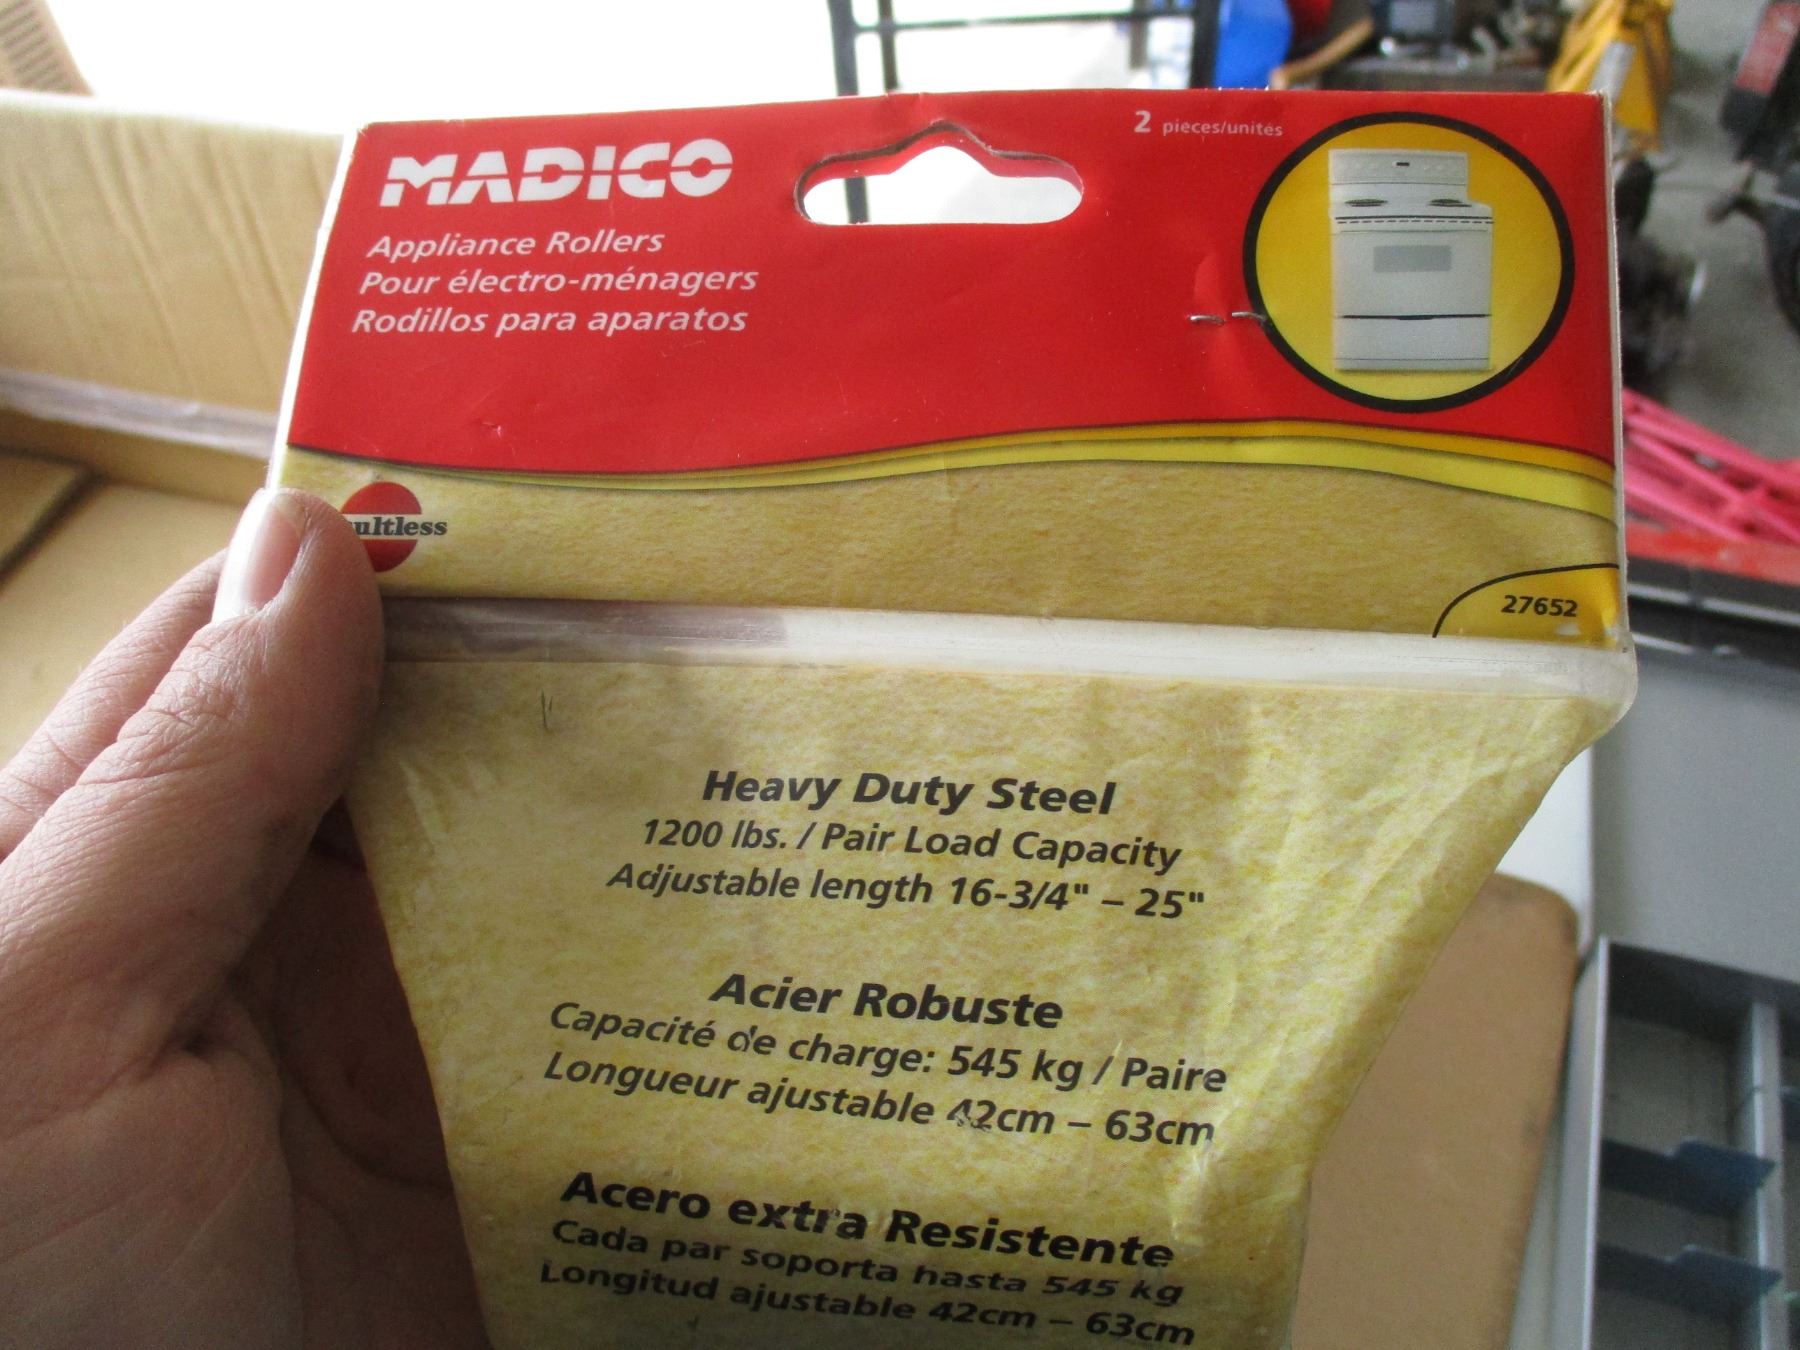 MADICO
Appliance Rollers
Pour électro-ménagers
Rodillos para aparatos
2 pieces/unités
ultless
27652
Heavy Duty Steel
1200 lbs. / Pair Load Capacity
Adjustable length 16-3/4" – 25"
Acier Robuste
Capacité de charge: 545 kg / Paire
Longueur ajustable 42cm – 63cm
Acero extra Resistente
Cada par soporta hasta 545 kg
Longitud ajustable 42cm – 63cm